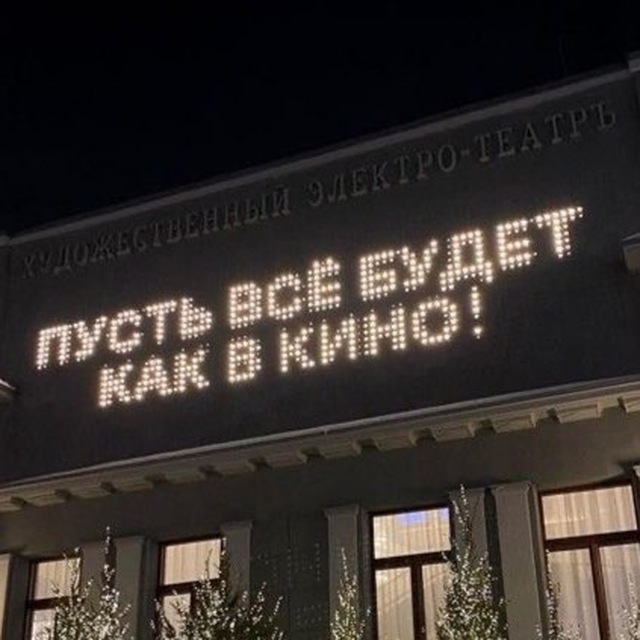 ХУДОЖЕСТВЕННЫЙ ЭЛЕКТРО-ТЕАТРЪ
ПУСТЬ ВСЁ БУДЕТ
КАК В КИНО!